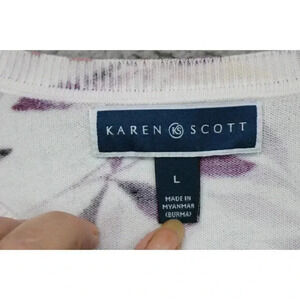 KAREN KS SCOTT
L
MADE IN
MYANMAR
(BURMA)